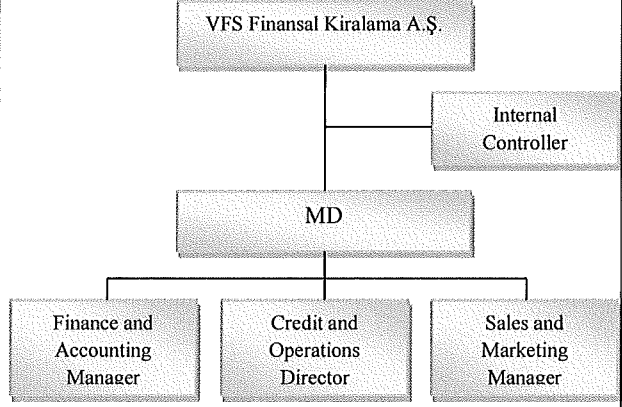 VFS Finansal Kiralama A.Ş.
Internal
Controller
MD
Finance and
Accounting
Manager
Credit and
Operations
Director
Sales and
Marketing
Manager